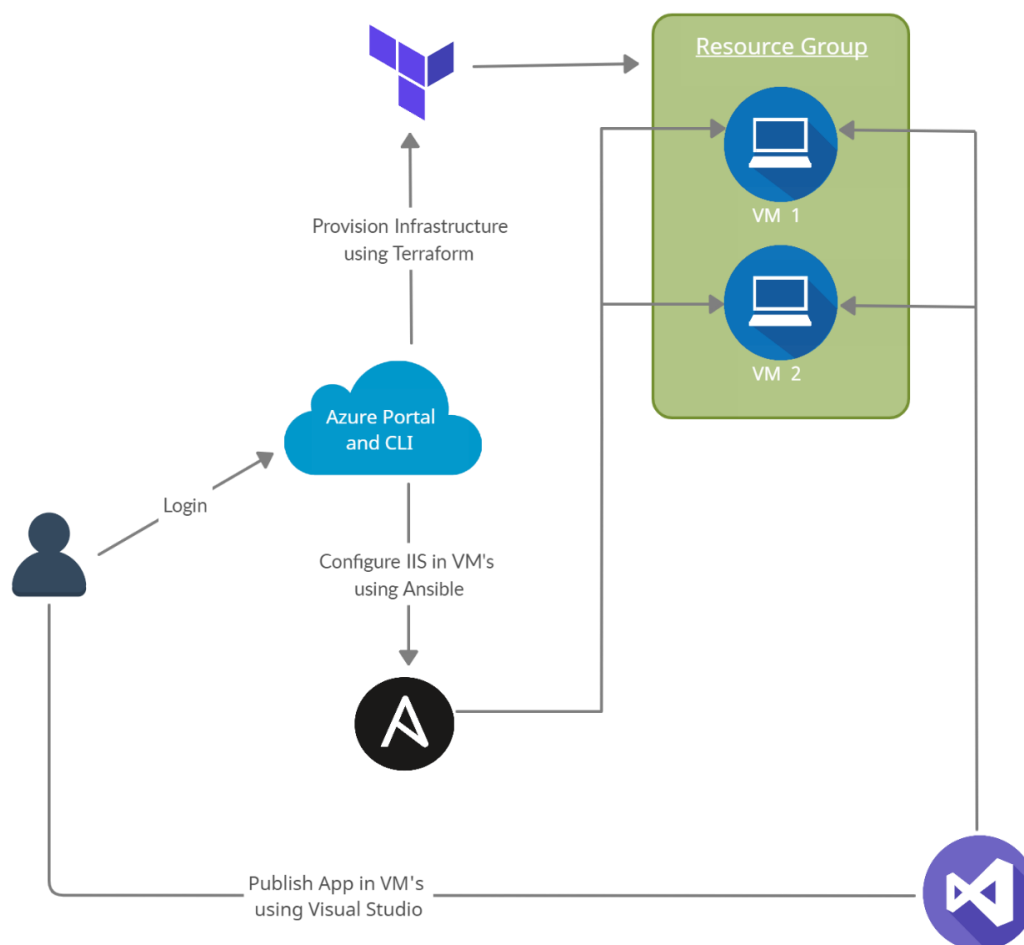 Resource Group
VM 1
Provision Infrastructure
using Terraform
VM 2
Azure Portal
and CLI
Login
Configure IIS in VM's
using Ansible
Publish App in VM's
using Visual Studio